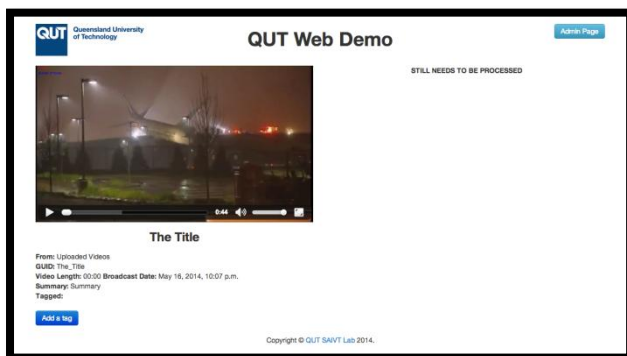 QUT
Queensland University
of Technology
QUT Web Demo
Admin Page
STILL NEEDS TO BE PROCESSED
0:44
The Title
From: Uploaded Videos
GUID: The_Title
Video Length: 00:00 Broadcast Date: May 16, 2014, 10:07 p.m.
Summary: Summary
Tagged:
Add a tag
Copyright © QUT SAIVT Lab 2014.